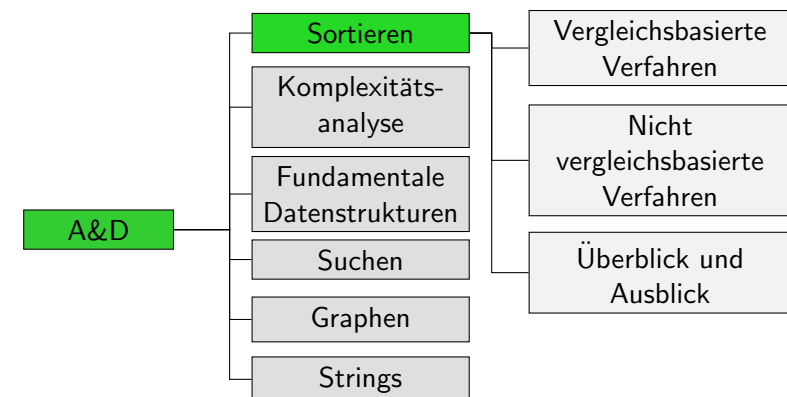 A&D
Sortieren
Komplexitäts-
analyse
Fundamentale
Datenstrukturen
Suchen
Graphen
Strings
Vergleichsbasierte
Verfahren
Nicht
vergleichsbasierte
Verfahren
Überblick und
Ausblick